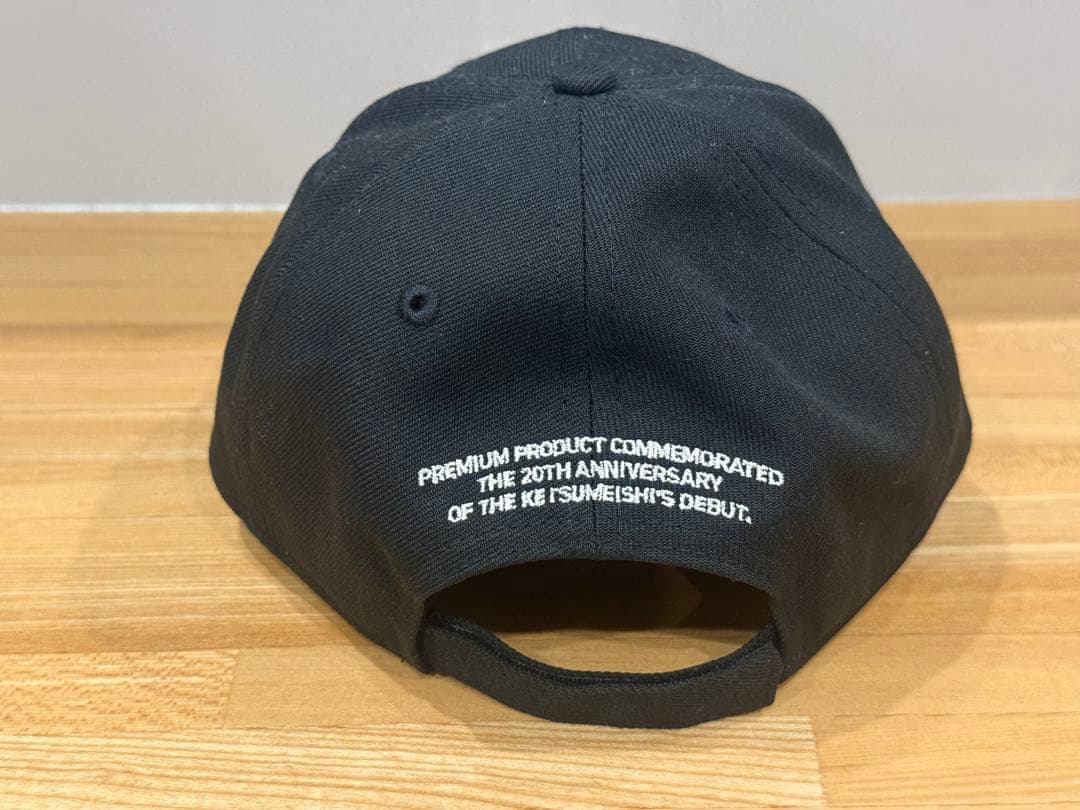 PREMIUM PRODUCT COMMEMORATED
THE 20TH ANNIVERSARY
OF THE KETSUMEISHI'S DEBUT.